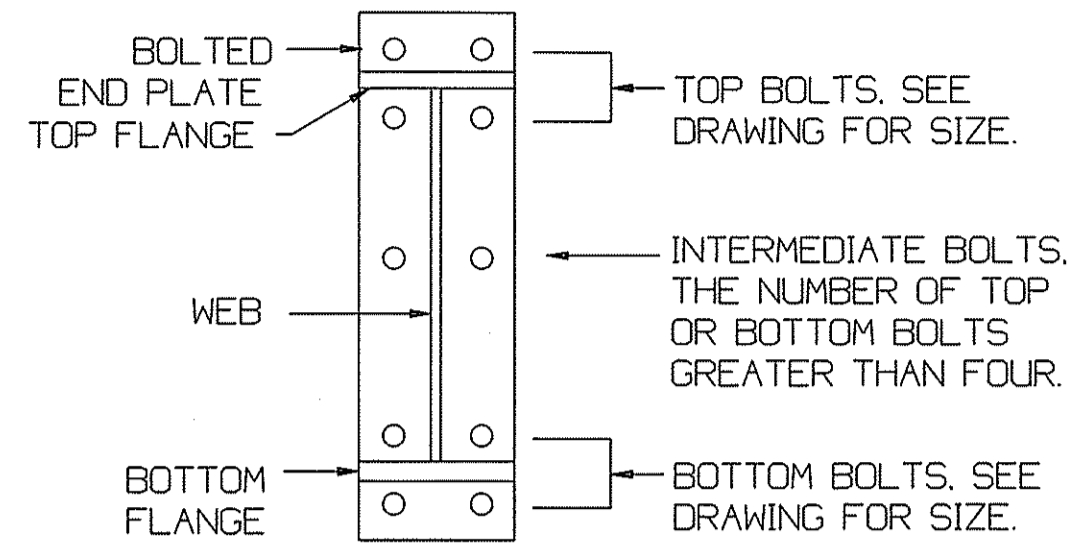 BOLTED
END PLATE
TOP FLANGE
WEB
BOTTOM
FLANGE
TOP BOLTS. SEE
DRAWING FOR SIZE.
INTERMEDIATE BOLTS.
THE NUMBER OF TOP
OR BOTTOM BOLTS
GREATER THAN FOUR.
BOTTOM BOLTS. SEE
DRAWING FOR SIZE.